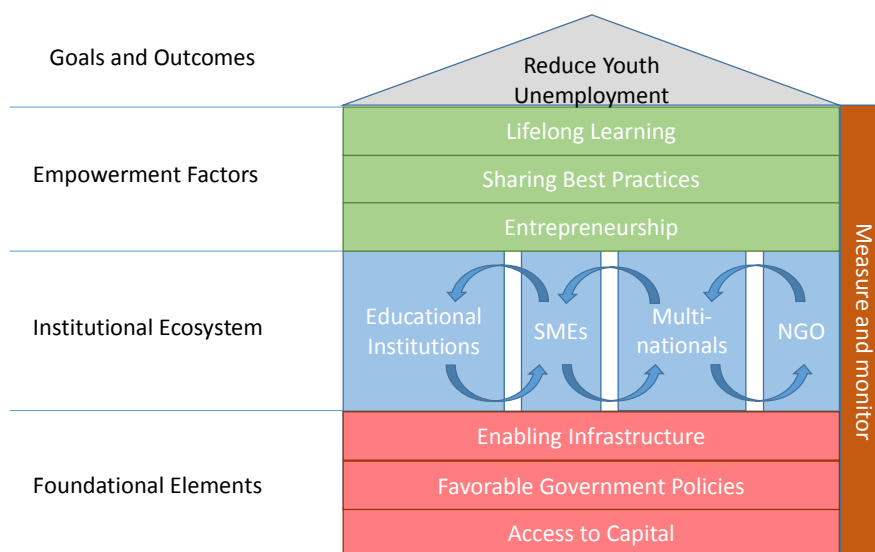 Goals and Outcomes
Reduce Youth
Unemployment
Empowerment Factors
Lifelong Learning
Sharing Best Practices
Entrepreneurship
Institutional Ecosystem
Educational
Institutions
SMEs
Multi-
nationals
NGO
Foundational Elements
Enabling Infrastructure
Favorable Government Policies
Access to Capital
Measure and monitor